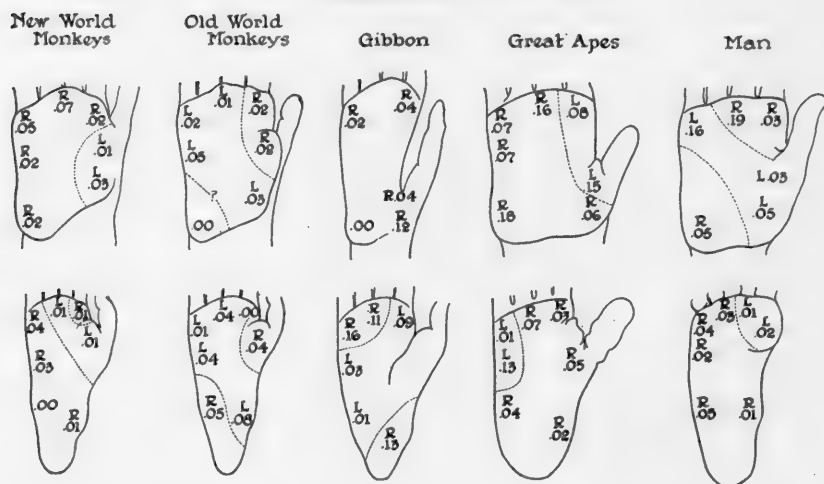 New World Monkeys
Old World Monkeys
Gibbon
Great Apes
Man
R .05
R .07
R .02
R .02
L .01
L .03
R .02
L .02
L .01
R .02
L .05
R .02
?
L .03
.00
R .02
R .04
R .04
.00
R .12
R .07
R .16
L .08
R .07
L .15
R .18
R .06
L .16
R .19
R .03
L .03
L .05
R .05
R .04
L .01
R .01
L .01
R .03
.00
R .01
L .01
L .04
.00
R .04
L .04
R .05
L .08
R .16
R .11
L .09
L .03
L .01
R .13
L .01
R .07
R .03
L .13
R .05
R .04
R .02
R .04
R .03
L .01
L .02
R .02
R .03
R .01